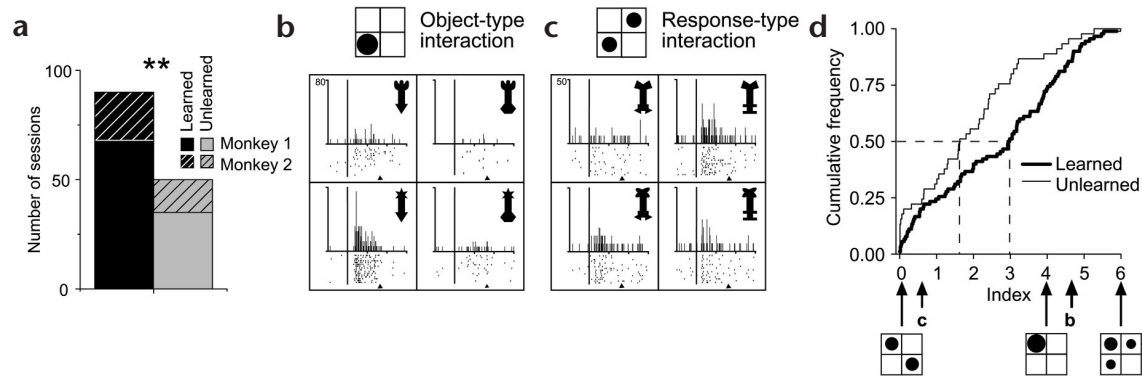 a
**
100
50
0
Number of sessions
Learned
Unlearned
Monkey 1
Monkey 2
b
Object-type
interaction
80
c
Response-type
interaction
50
d
Cumulative frequency
1.00
0.75
0.50
0.25
0.00
Learned
Unlearned
0 1 2 3 4 5 6
Index
c
b